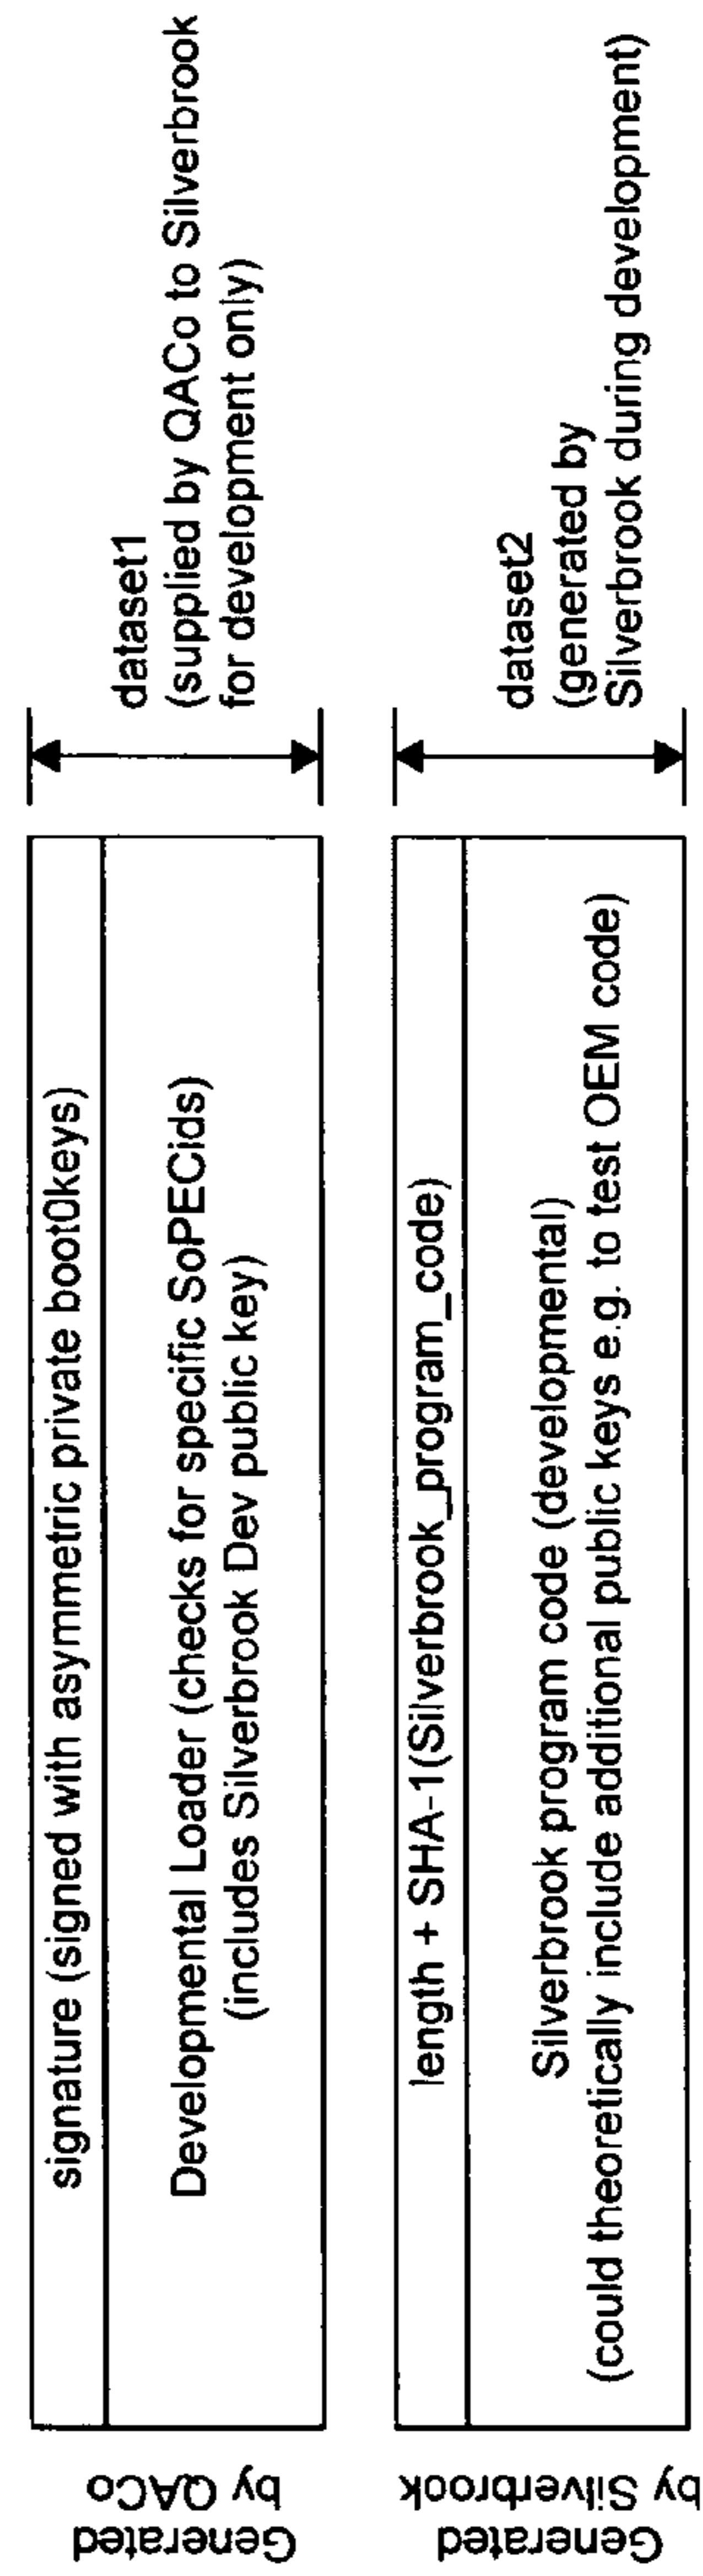 Generated
by QACo
signature (signed with asymmetric private boot0keys)
Developmental Loader (checks for specific SoPECids)
(includes Silverbrook Dev public key)
dataset1
(supplied by QACo to Silverbrook
for development only)
Generated
by Silverbrook
length + SHA-1(Silverbrook_program_code)
Silverbrook program code (developmental)
(could theoretically include additional public keys e.g. to test OEM code)
dataset2
(generated by
Silverbrook during development)